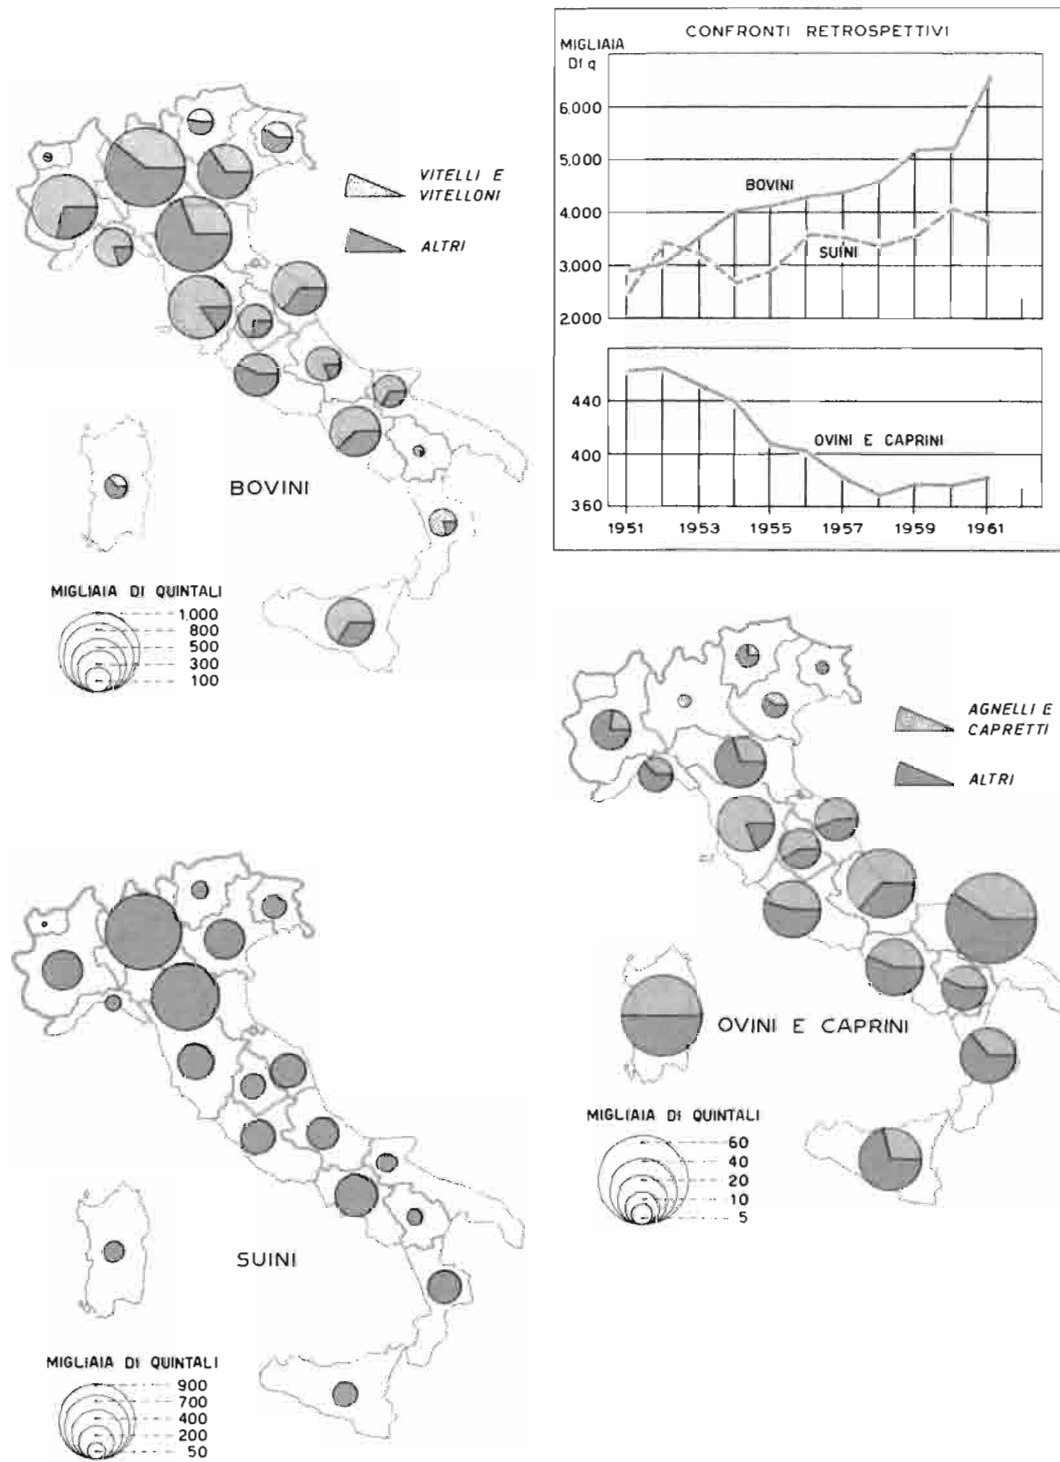 CONFRONTI RETROSPETTIVI
MIGLIAIA
DI q
6.000
5,000
4.000
3.000
2.000
BOVINI
SUINI
440
400
360
OVINI E CAPRINI
1951 1953 1955 1957 1959 1961
VITELLI E
VITELLONI
ALTRI
BOVINI
MIGLIAIA DI QUINTALI
1.000
800
500
300
100
AGNELLI E
CAPRETTI
ALTRI
OVINI E CAPRINI
MIGLIAIA DI QUINTALI
60
40
20
10
5
SUINI
MIGLIAIA DI QUINTALI
900
700
400
200
50